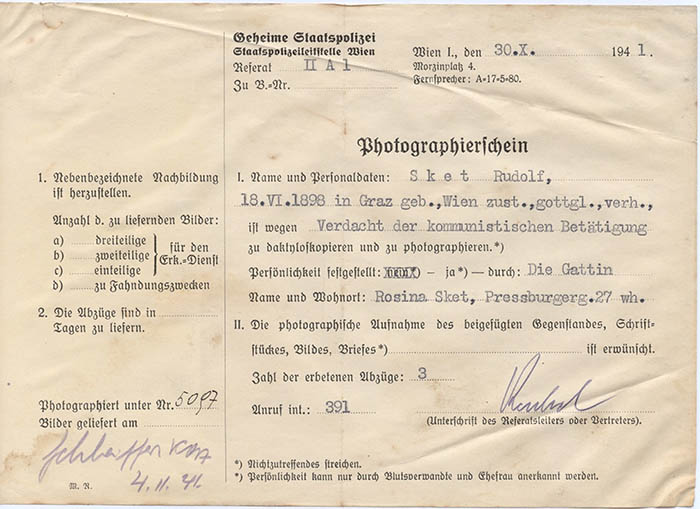 Geheime Staatspolizei
Staatspolizeileitstelle Wien
Referat II A 1
Zu B.-Nr.
Wien I., den 30.X. 1941.
Morzinplatz 4.
Fernsprecher: A-17-5-80.
Photographierschein
1. Nebenbezeichnete Nachbildung
ist herzustellen.
Anzahl d. zu liefernden Bilder:
a) dreiteilige
b) zweiteilige
c) einteilige
für den
Erk.-Dienst
d) zu Fahndungszwecken
2. Die Abzüge sind in
Tagen zu liefern.
Photographiert unter Nr. 5097
Bilder geliefert am
4.11.41.
M. R.
I. Name und Personaldaten: Sket Rudolf,
18.VI.1898 in Graz geb.,Wien zust.,gottgl.,verh.,
ist wegen Verdacht der kommunistischen Betätigung
zu daktyloskopieren und zu photographieren.*)
Persönlichkeit festgestellt: *) – ja*) — durch: Die Gattin
Name und Wohnort: Rosina Sket, Pressburgerg.27 wh.
II. Die photographische Aufnahme des beigefügten Gegenstandes, Schrift-
stückes, Bildes, Briefes*) ist erwünscht.
Zahl der erbetenen Abzüge: 3
Anruf int.: 391
(Unterschrift des Referatsleiters oder Vertreters).
*) Nichtzutreffendes streichen.
*) Persönlichkeit kann nur durch Blutsverwandte und Ehefrau anerkannt werden.